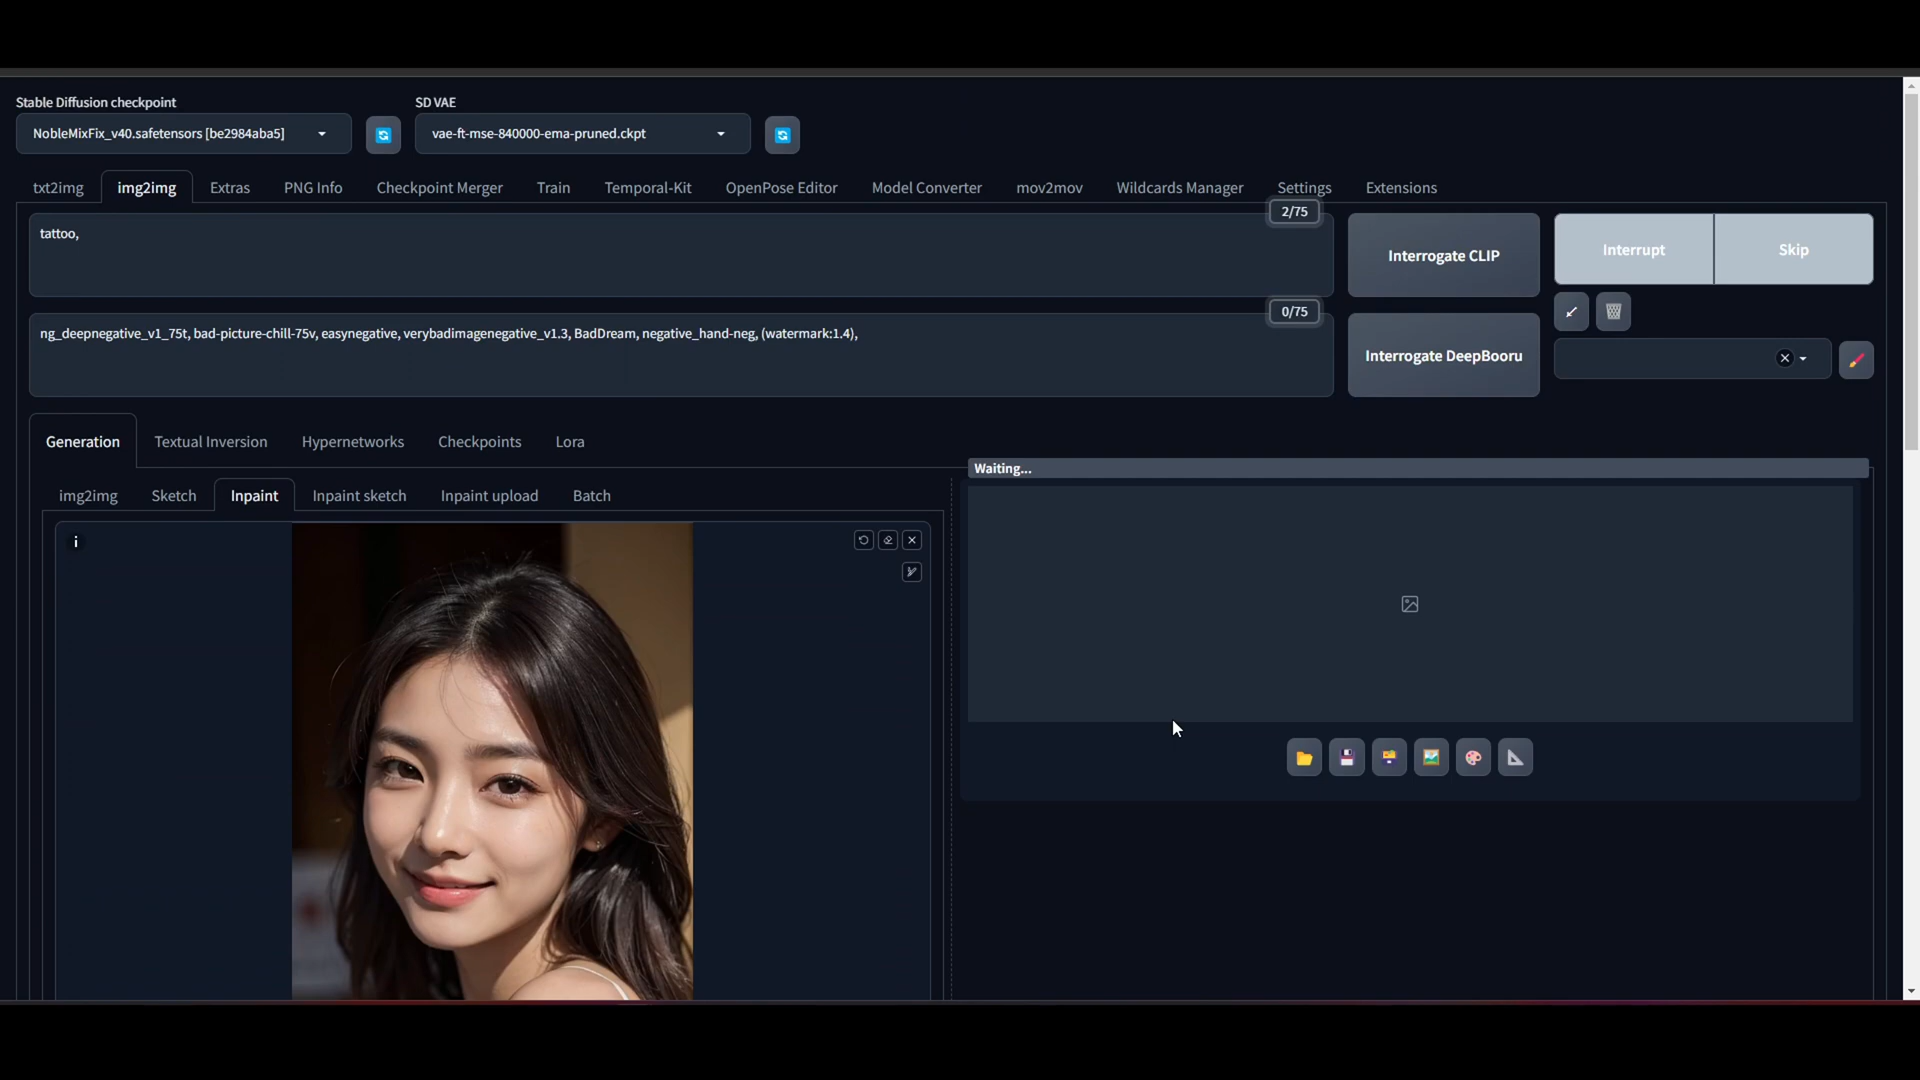 Stable Diffusion checkpoint
SD VAE
NobleMixFix_v40.safetensors [be2984aba5]
vae-ft-mse-840000-ema-pruned.ckpt
txt2img img2img Extras PNG Info Checkpoint Merger Train Temporal-Kit OpenPose Editor Model Converter mov2mov Wildcards Manager Settings Extensions
2/75
tattoo,
Interrogate CLIP
Interrupt
Skip
0/75
ng_deepnegative_v1_75t, bad-picture-chill-75v, easynegative, verybadimagenegative_v1.3, BadDream, negative_hand-neg, (watermark:1.4),
Interrogate DeepBooru
Generation Textual Inversion Hypernetworks Checkpoints Lora
Waiting...
img2img Sketch Inpaint Inpaint sketch Inpaint upload Batch
i